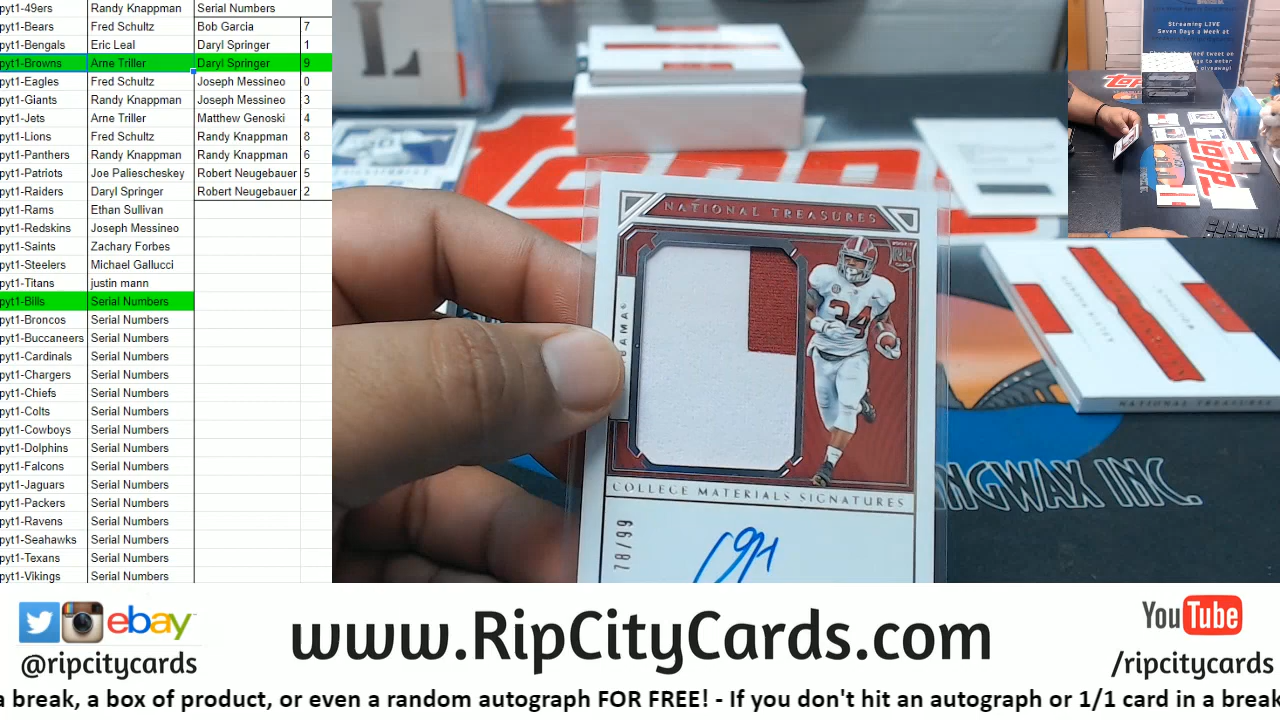 pyt1-49ers Randy Knappman Serial Numbers
pyt1-Bears Fred Schultz Bob Garcia 7
pyt1-Bengals Eric Leal Daryl Springer 1
pyt1-Browns Arne Triller Daryl Springer 9
pyt1-Eagles Fred Schultz Joseph Messineo 0
pyt1-Giants Randy Knappman Joseph Messineo 3
pyt1-Jets Arne Triller Matthew Genoski 4
pyt1-Lions Fred Schultz Randy Knappman 8
pyt1-Panthers Randy Knappman Randy Knappman 6
pyt1-Patriots Joe Paliescheskey Robert Neugebauer 5
pyt1-Raiders Daryl Springer Robert Neugebauer 2
pyt1-Rams Ethan Sullivan
pyt1-Redskins Joseph Messineo
pyt1-Saints Zachary Forbes
pyt1-Steelers Michael Gallucci
pyt1-Titans justin mann
pyt1-Bills Serial Numbers
pyt1-Broncos Serial Numbers
pyt1-Buccaneers Serial Numbers
pyt1-Cardinals Serial Numbers
pyt1-Chargers Serial Numbers
pyt1-Chiefs Serial Numbers
pyt1-Colts Serial Numbers
pyt1-Cowboys Serial Numbers
pyt1-Dolphins Serial Numbers
pyt1-Falcons Serial Numbers
pyt1-Jaguars Serial Numbers
pyt1-Packers Serial Numbers
pyt1-Ravens Serial Numbers
pyt1-Seahawks Serial Numbers
pyt1-Texans Serial Numbers
pyt1-Vikings Serial Numbers
Streaming LIVE
Seven Days a Week at
NATIONAL TREASURES
RC
34
COLLEGE MATERIALS SIGNATURES
78/99
NATIONAL TREASURES
NGWAX INC.
ebay
@ripcitycards
www.RipCityCards.com
YouTube
/ripcitycards
a break, a box of product, or even a random autograph FOR FREE! - If you don't hit an autograph or 1/1 card in a break